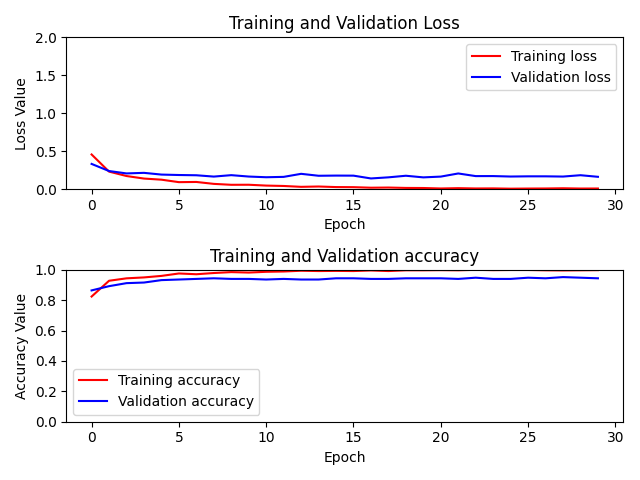 Training and Validation Loss
2.0
1.5
1.0
0.5
0.0
Loss Value
Training loss
Validation loss
0 5 10 15 20 25 30
Epoch
Training and Validation accuracy
1.0
0.8
0.6
0.4
0.2
0.0
Accuracy Value
Training accuracy
Validation accuracy
0 5 10 15 20 25 30
Epoch